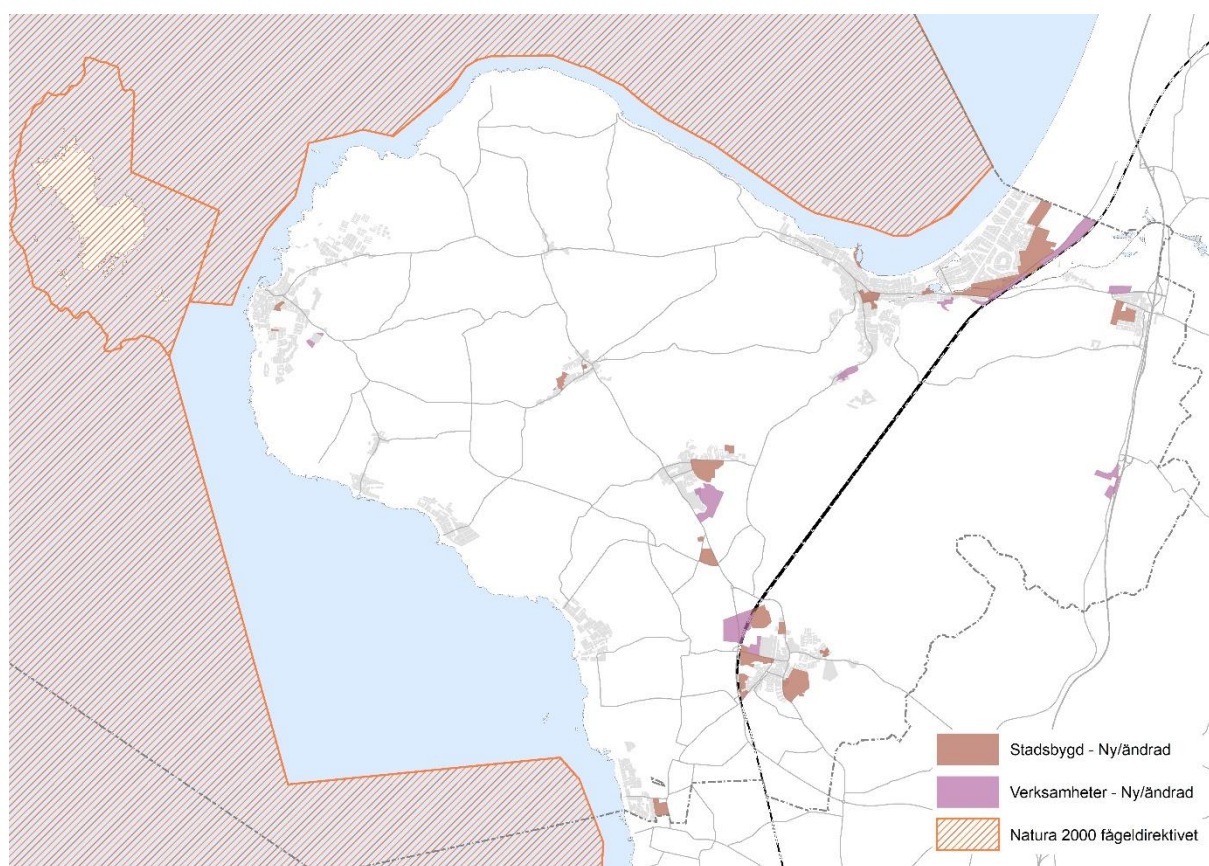 Stadsbygd - Ny/ändrad
Verksamheter - Ny/ändrad
Natura 2000 fågeldirektivet